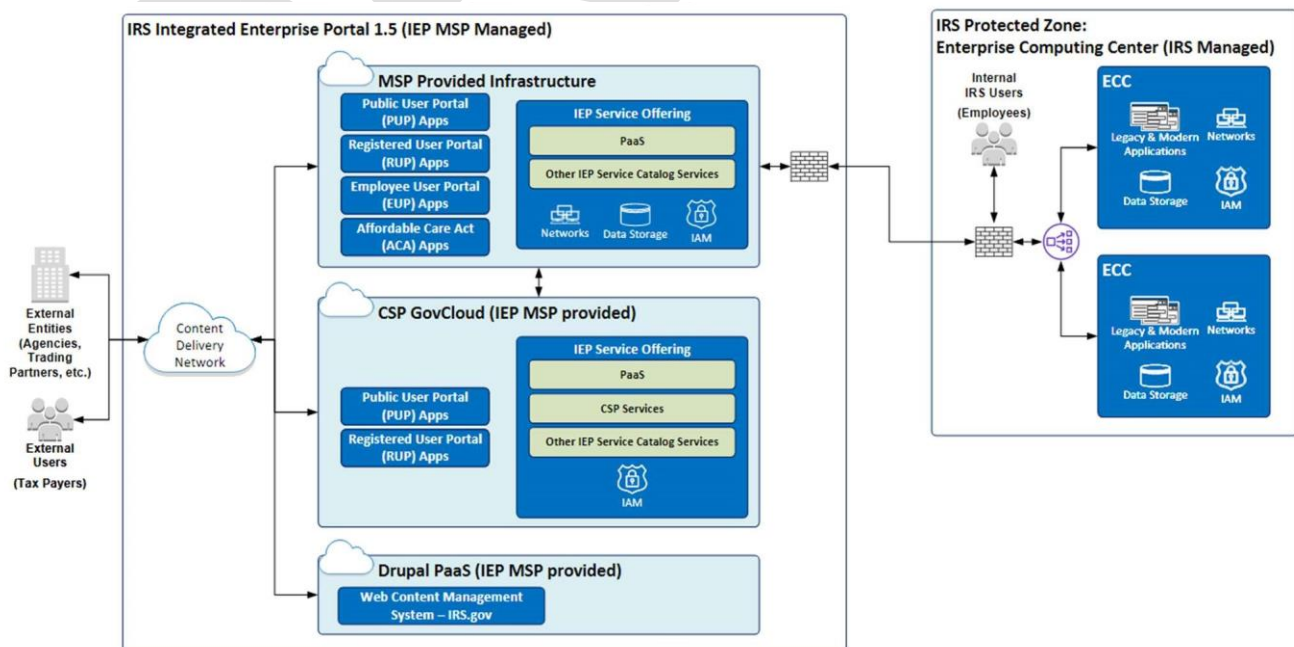 IRS Integrated Enterprise Portal 1.5 (IEP MSP Managed)
MSP Provided Infrastructure
Public User Portal
(PUP) Apps
Registered User Portal
(RUP) Apps
Employee User Portal
(EUP) Apps
Affordable Care Act
(ACA) Apps
IEP Service Offering
PaaS
Other IEP Service Catalog Services
Networks
Data Storage
IAM
External
Entities
(Agencies,
Trading
Partners, etc.)
External
Users
(Tax Payers)
Content
Delivery
Network
CSP GovCloud (IEP MSP provided)
Public User Portal
(PUP) Apps
Registered User Portal
(RUP) Apps
IEP Service Offering
PaaS
CSP Services
Other IEP Service Catalog Services
IAM
Drupal PaaS (IEP MSP provided)
Web Content Management
System – IRS.gov
IRS Protected Zone:
Enterprise Computing Center (IRS Managed)
Internal
IRS Users
(Employees)
ECC
Legacy & Modern
Applications
Networks
Data Storage
IAM
ECC
Legacy & Modern
Applications
Networks
Data Storage
IAM